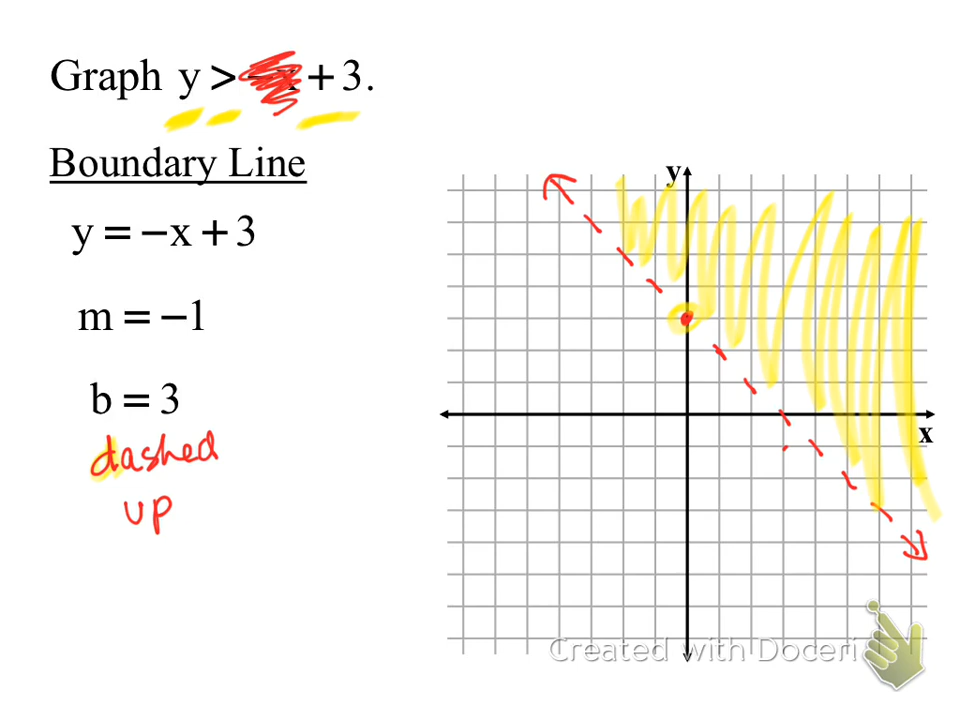 Graph y > −x + 3.
Boundary Line
y = −x + 3
m = −1
b = 3
dashed
up
y
x
Created with Doceri